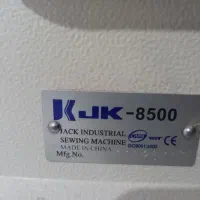 JK-8500
JACK INDUSTRIAL
SEWING MACHINE
MADE IN CHINA
Mfg.No.
CE